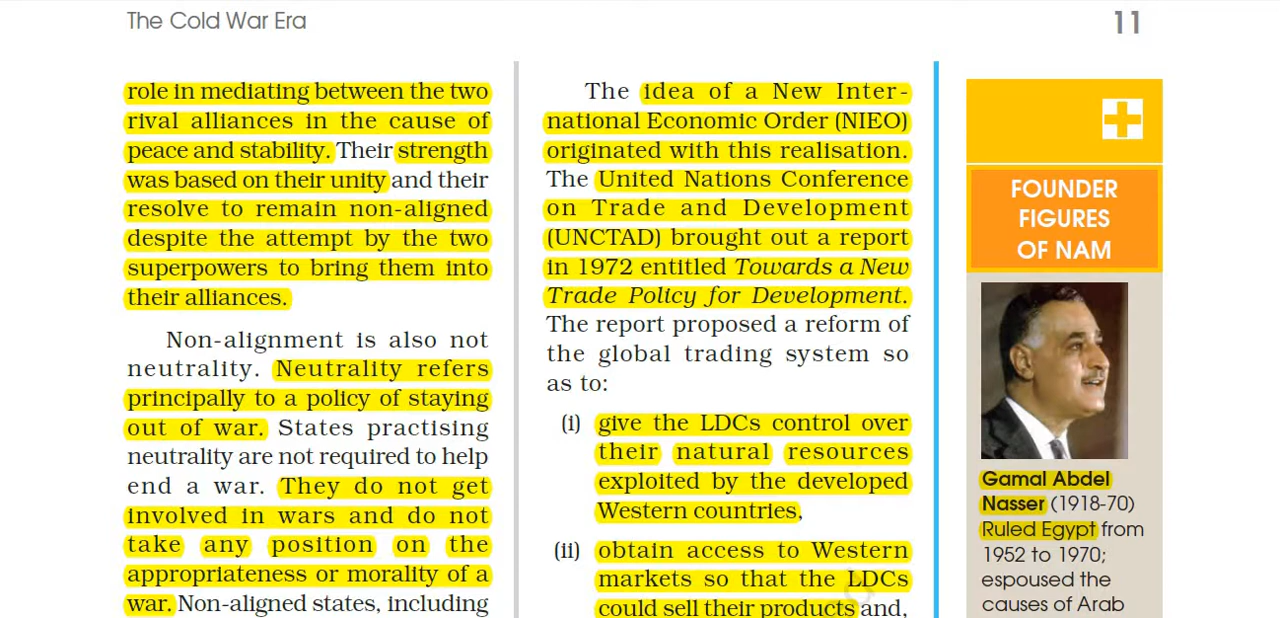 The Cold War Era
11
role in mediating between the two
rival alliances in the cause of
peace and stability. Their strength
was based on their unity and their
resolve to remain non-aligned
despite the attempt by the two
superpowers to bring them into
their alliances.
Non-alignment is also not
neutrality. Neutrality refers
principally to a policy of staying
out of war. States practising
neutrality are not required to help
end a war. They do not get
involved in wars and do not
take any position on the
appropriateness or morality of a
war. Non-aligned states, including
The idea of a New Inter-
national Economic Order (NIEO)
originated with this realisation.
The United Nations Conference
on Trade and Development
(UNCTAD) brought out a report
in 1972 entitled Towards a New
Trade Policy for Development.
The report proposed a reform of
the global trading system so
as to:
(i) give the LDCs control over
their natural resources
exploited by the developed
Western countries,
(ii) obtain access to Western
markets so that the LDCs
could sell their products and,
FOUNDER
FIGURES
OF NAM
Gamal Abdel
Nasser (1918-70)
Ruled Egypt from
1952 to 1970;
espoused the
causes of Arab